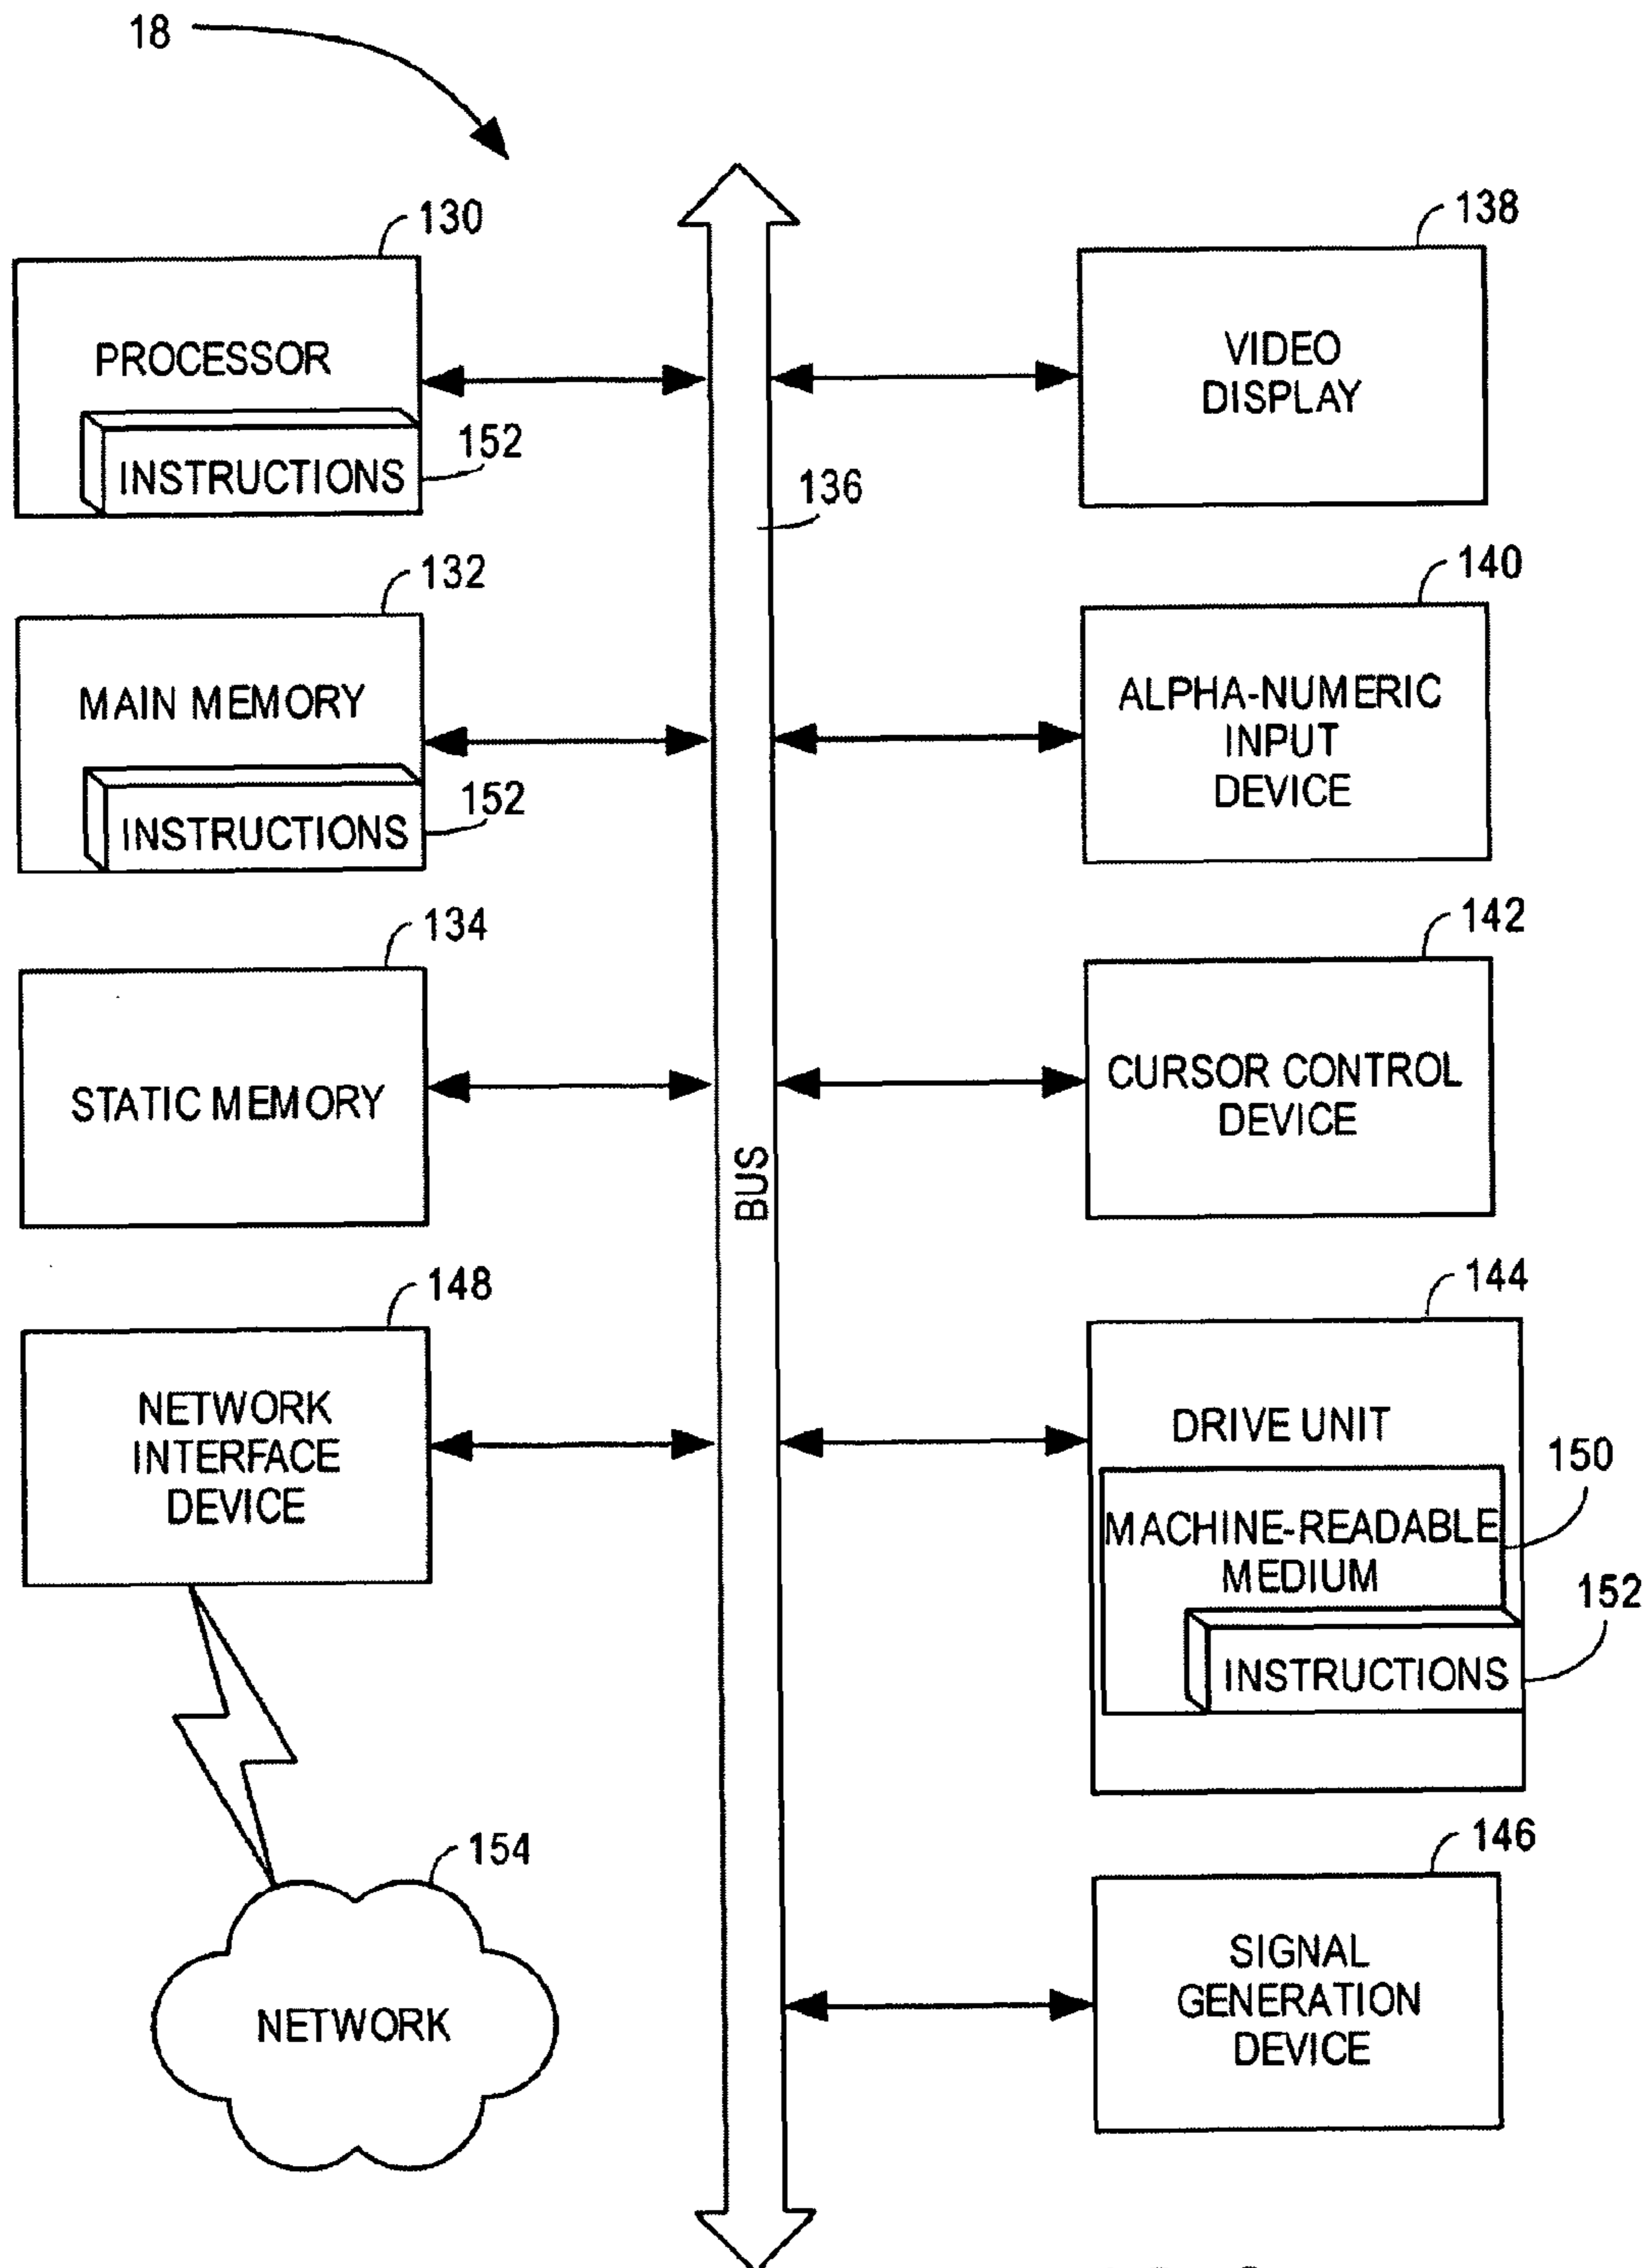 18
130
PROCESSOR
152
INSTRUCTIONS
132
MAIN MEMORY
152
INSTRUCTIONS
134
STATIC MEMORY
148
NETWORK
INTERFACE
DEVICE
154
NETWORK
136
BUS
138
VIDEO
DISPLAY
140
ALPHA-NUMERIC
INPUT
DEVICE
142
CURSOR CONTROL
DEVICE
144
DRIVE UNIT
150
MACHINE-READABLE
MEDIUM
152
INSTRUCTIONS
146
SIGNAL
GENERATION
DEVICE